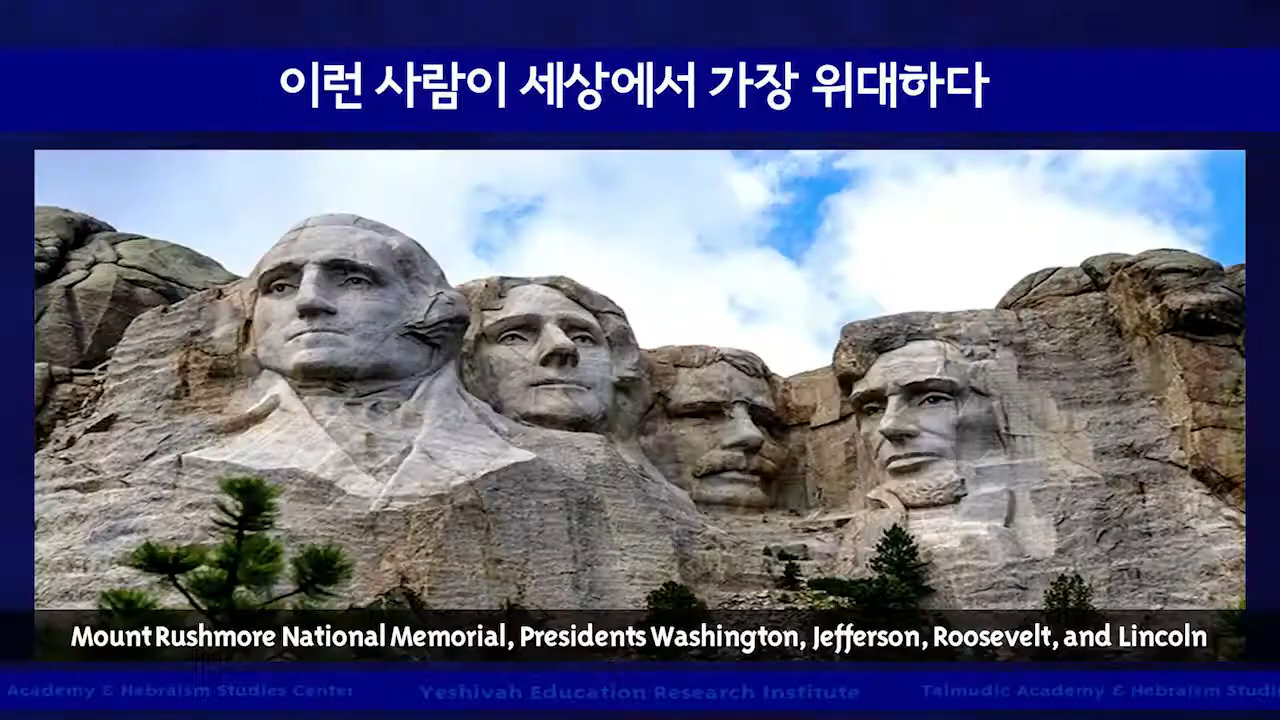 이런 사람이 세상에서 가장 위대하다
Mount Rushmore National Memorial, Presidents Washington, Jefferson, Roosevelt, and Lincoln
Academy & Hebraism Studies Center Yeshivah Education Research Institute Talmudic Academy & Hebraism Studi